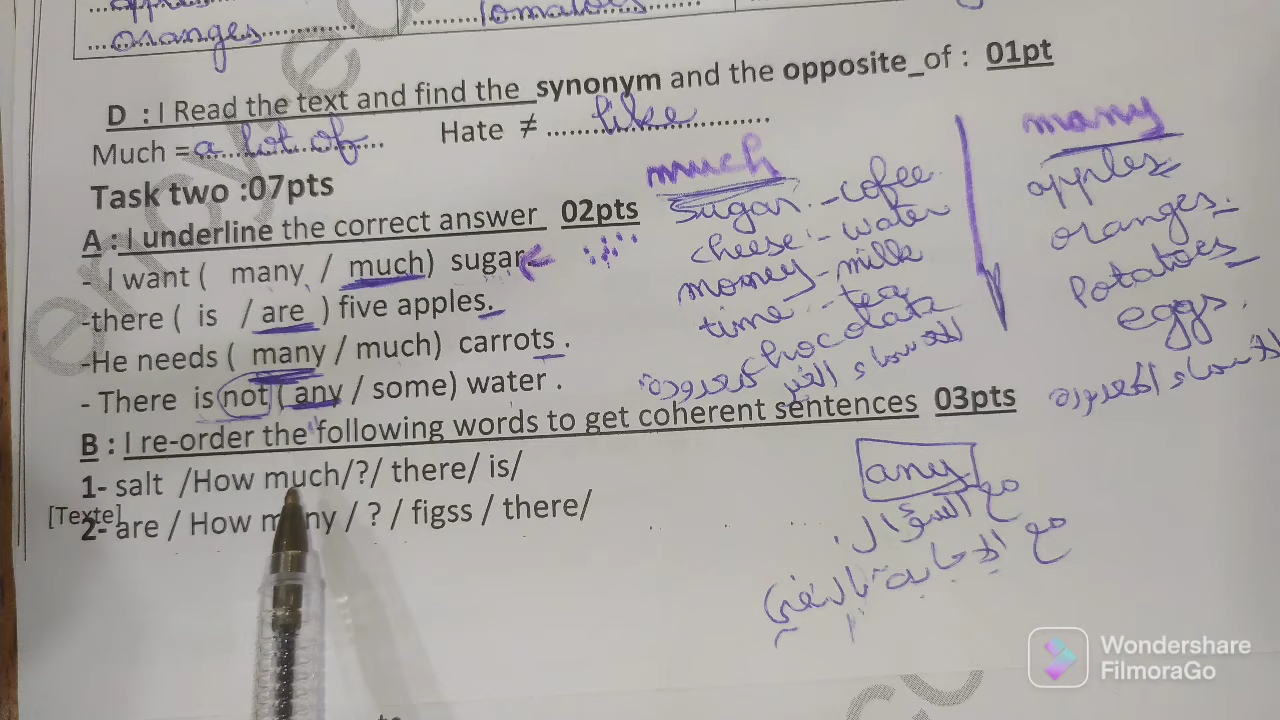 oranges
tomatoes
D : I Read the text and find the synonym and the opposite of : 01pt
Much = a lot of Hate ≠ like
Task two :07pts
A : I underline the correct answer 02pts
- I want ( many / much) sugar
-there ( is / are ) five apples.
-He needs ( many / much) carrots .
- There is not ( any / some) water .
much
sugar - cofee
cheese - water
money - milk
time - tea
chocolate
الأسماء الغير
معدودة
many
apples
oranges
potatoes
eggs.
الأسماء المعدودة
B : I re-order the following words to get coherent sentences 03pts
1- salt /How much/?/ there/ is/
[Texte]
2- are / How many / ? / figss / there/
any
مع السؤال.
مع الإجابة بالنفي
Wondershare
FilmoraGo